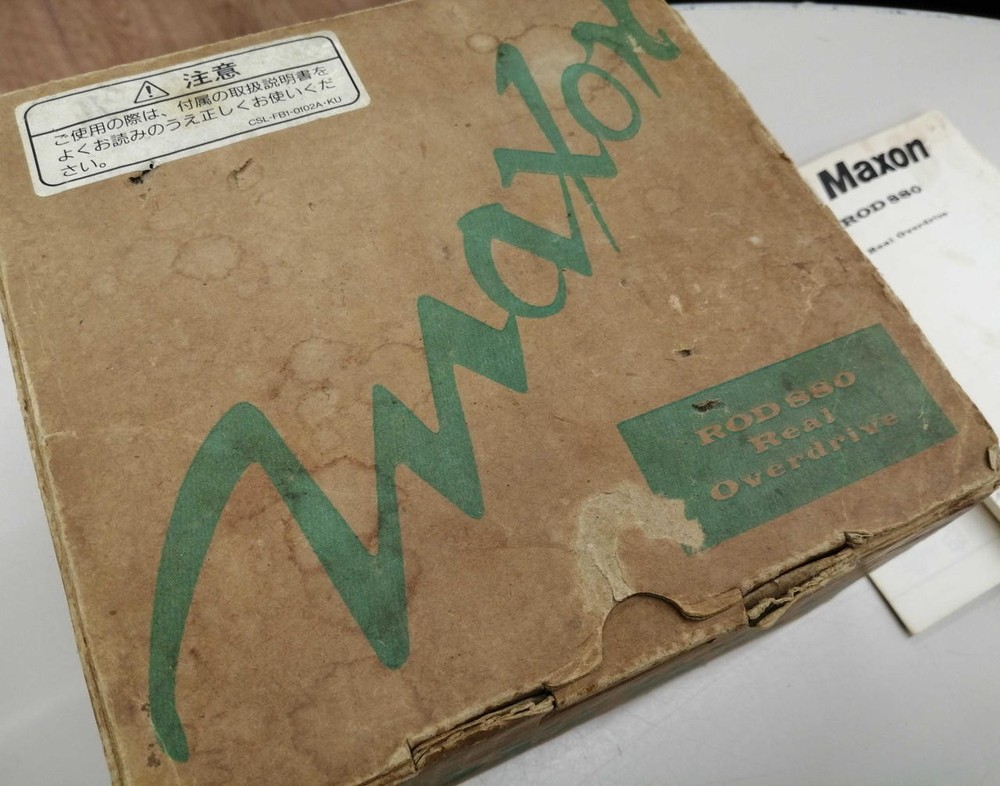 ⚠ 注意
ご使用の際は、付属の取扱説明書を
よくお読みのうえ正しくお使いくだ
さい。
CSL-FB1-0102A・KU
maxon
ROD 880
Real
Overdrive
Maxon
ROD 880
Real Overdrive